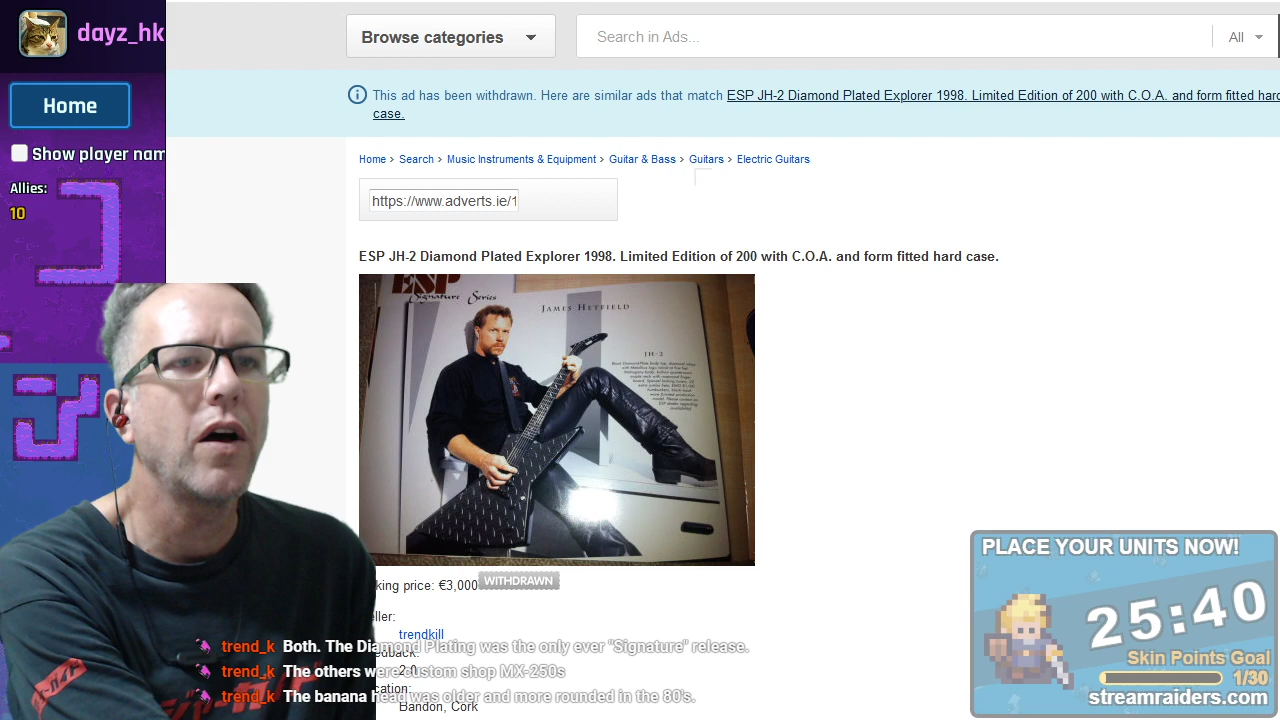 dayz_hk
Home
Show player nam
Allies:
10
Browse categories
Search in Ads...
All
This ad has been withdrawn. Here are similar ads that match ESP JH-2 Diamond Plated Explorer 1998. Limited Edition of 200 with C.O.A. and form fitted hard
case.
Home > Search > Music Instruments & Equipment > Guitar & Bass > Guitars > Electric Guitars
https://www.adverts.ie/1
ESP JH-2 Diamond Plated Explorer 1998. Limited Edition of 200 with C.O.A. and form fitted hard case.
ESP
Signature Series
JAMES HETFIELD
JH-2
king price: €3,000 WITHDRAWN
eller:
trendkill
2.0
Bandon, Cork
trend_k Both. The Diamond Plating was the only ever "Signature" release.
trend_k The others were custom shop MX-250s
trend_k The banana head was older and more rounded in the 80's.
PLACE YOUR UNITS NOW!
25:40
Skin Points Goal
1/30
streamraiders.com